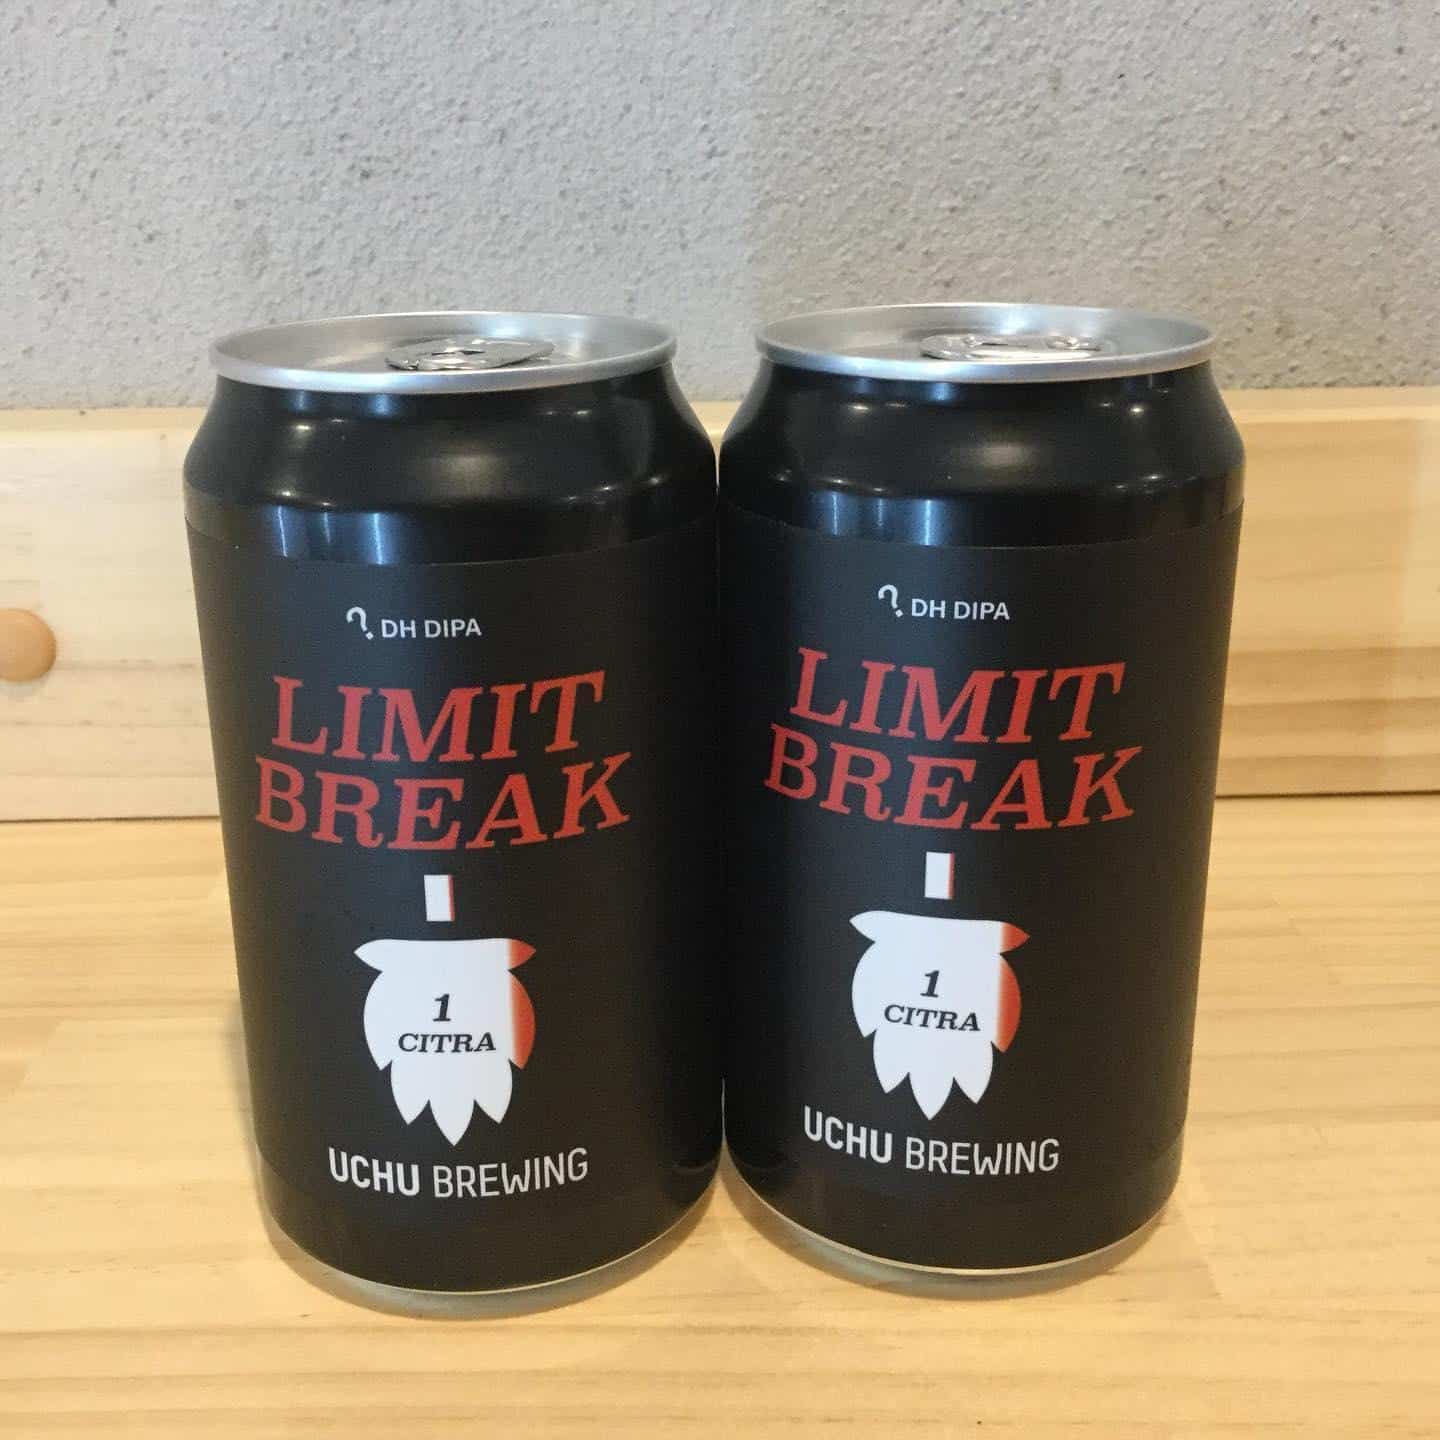 ? DH DIPA
LIMIT
BREAK
1
CITRA
UCHU BREWING
? DH DIPA
LIMIT
BREAK
1
CITRA
UCHU BREWING